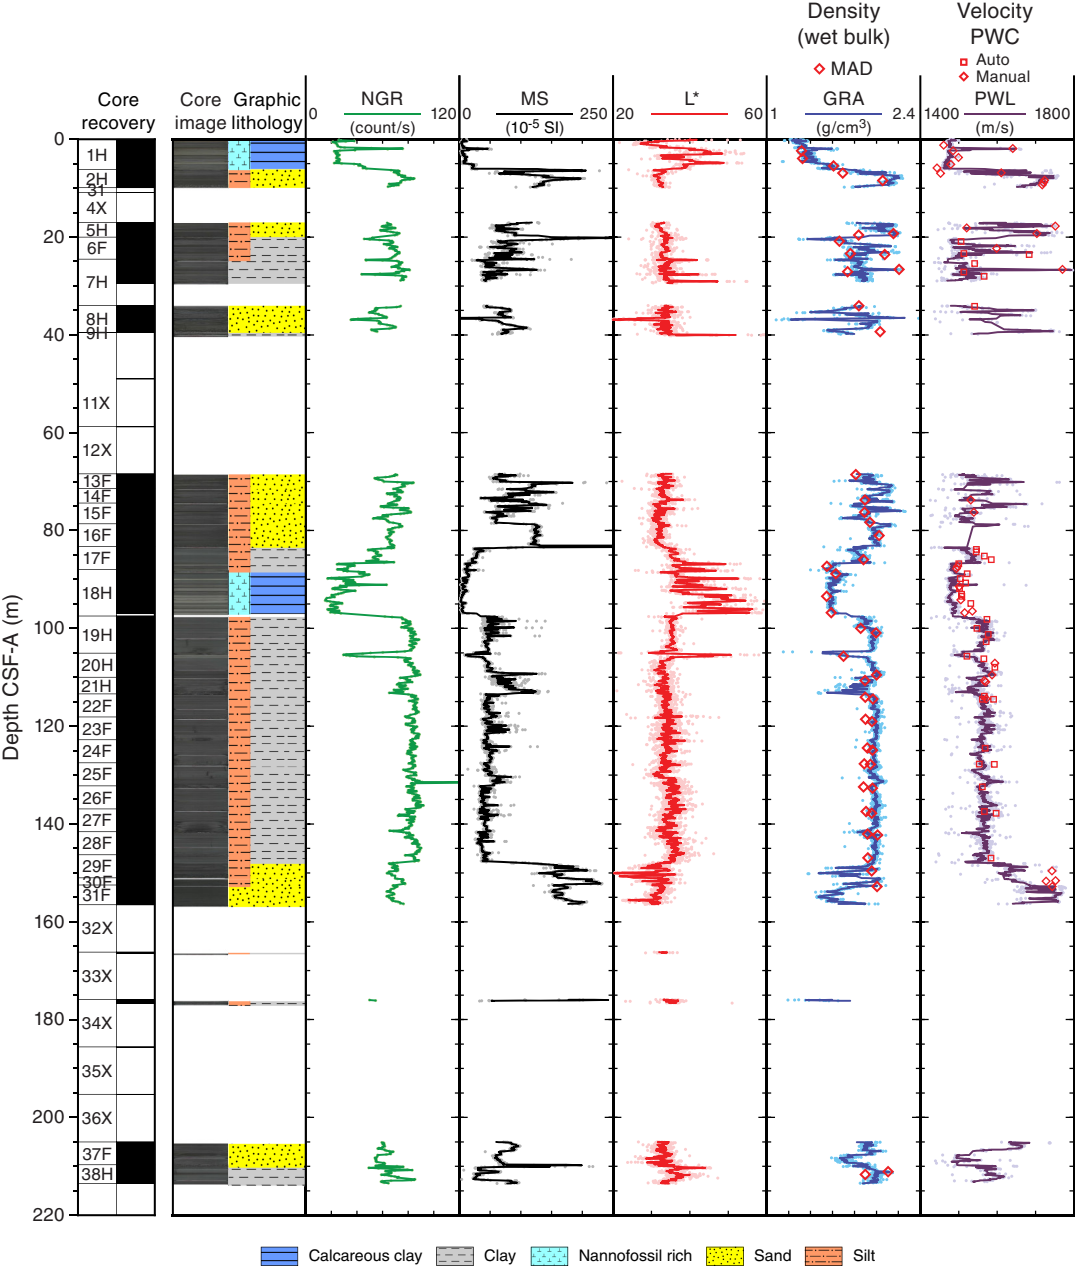 Density
(wet bulk)
MAD
Velocity
PWC
Auto
Manual
Core
recovery
Core
image
Graphic
lithology
NGR
0 120
(count/s)
MS
0 250
(10-5 SI)
L*
20 60
GRA
1 2.4
(g/cm3)
PWL
1400 1800
(m/s)
Depth CSF-A (m)
0
20
40
60
80
100
120
140
160
180
200
220
1H
2H
31
4X
5H
6F
7H
8H
9H
11X
12X
13F
14F
15F
16F
17F
18H
19H
20H
21H
22F
23F
24F
25F
26F
27F
28F
29F
30F
31F
32X
33X
34X
35X
36X
37F
38H
Calcareous clay
Clay
Nannofossil rich
Sand
Silt